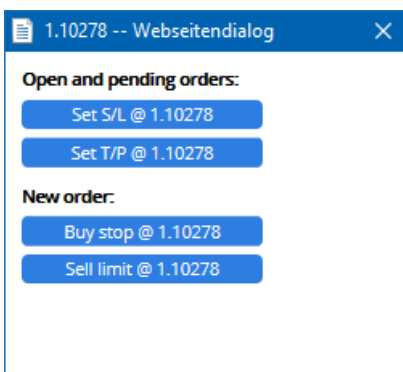 1.10278 -- Webseitendialog
Open and pending orders:
Set S/L @ 1.10278
Set T/P @ 1.10278
New order:
Buy stop @ 1.10278
Sell limit @ 1.10278